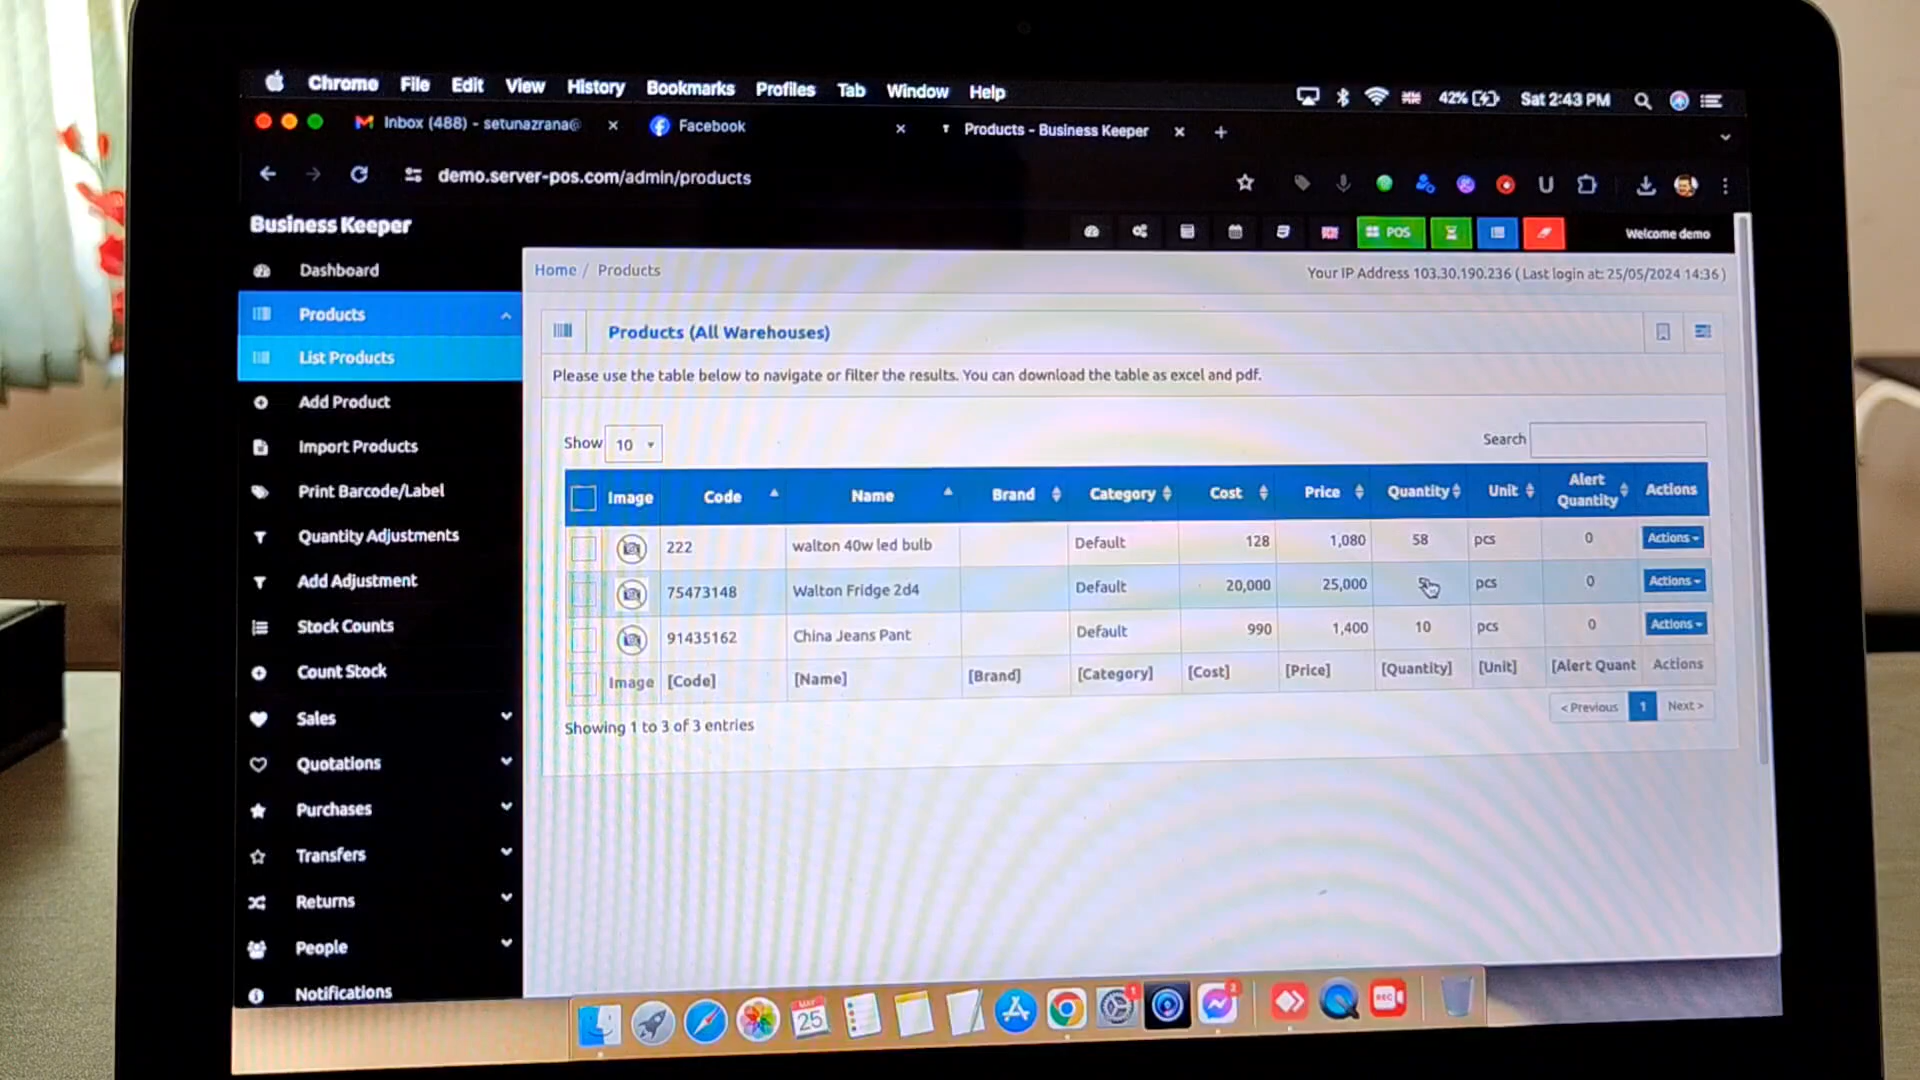 Chrome File Edit View History Bookmarks Profiles Tab Window Help 42% Sat 2:43 PM
Inbox (488) - setunazrana@ Facebook Products - Business Keeper
demo.server-pos.com/admin/products
Business Keeper POS Welcome demo
Home / Products Your IP Address 103.30.190.236 ( Last login at: 25/05/2024 14:36 )
Dashboard
Products
List Products
Add Product
Import Products
Print Barcode/Label
Quantity Adjustments
Add Adjustment
Stock Counts
Count Stock
Sales
Quotations
Purchases
Transfers
Returns
People
Notifications
Products (All Warehouses)
Please use the table below to navigate or filter the results. You can download the table as excel and pdf.
Show 10 Search
Image Code Name Brand Category Cost Price Quantity Unit Alert Quantity Actions
222 walton 40w led bulb Default 128 1,080 58 pcs 0 Actions
75473148 Walton Fridge 2d4 Default 20,000 25,000 pcs 0 Actions
91435162 China Jeans Pant Default 990 1,400 10 pcs 0 Actions
Image [Code] [Name] [Brand] [Category] [Cost] [Price] [Quantity] [Unit] [Alert Quant Actions
Showing 1 to 3 of 3 entries
< Previous 1 Next >
MAY
25
1
2
REC